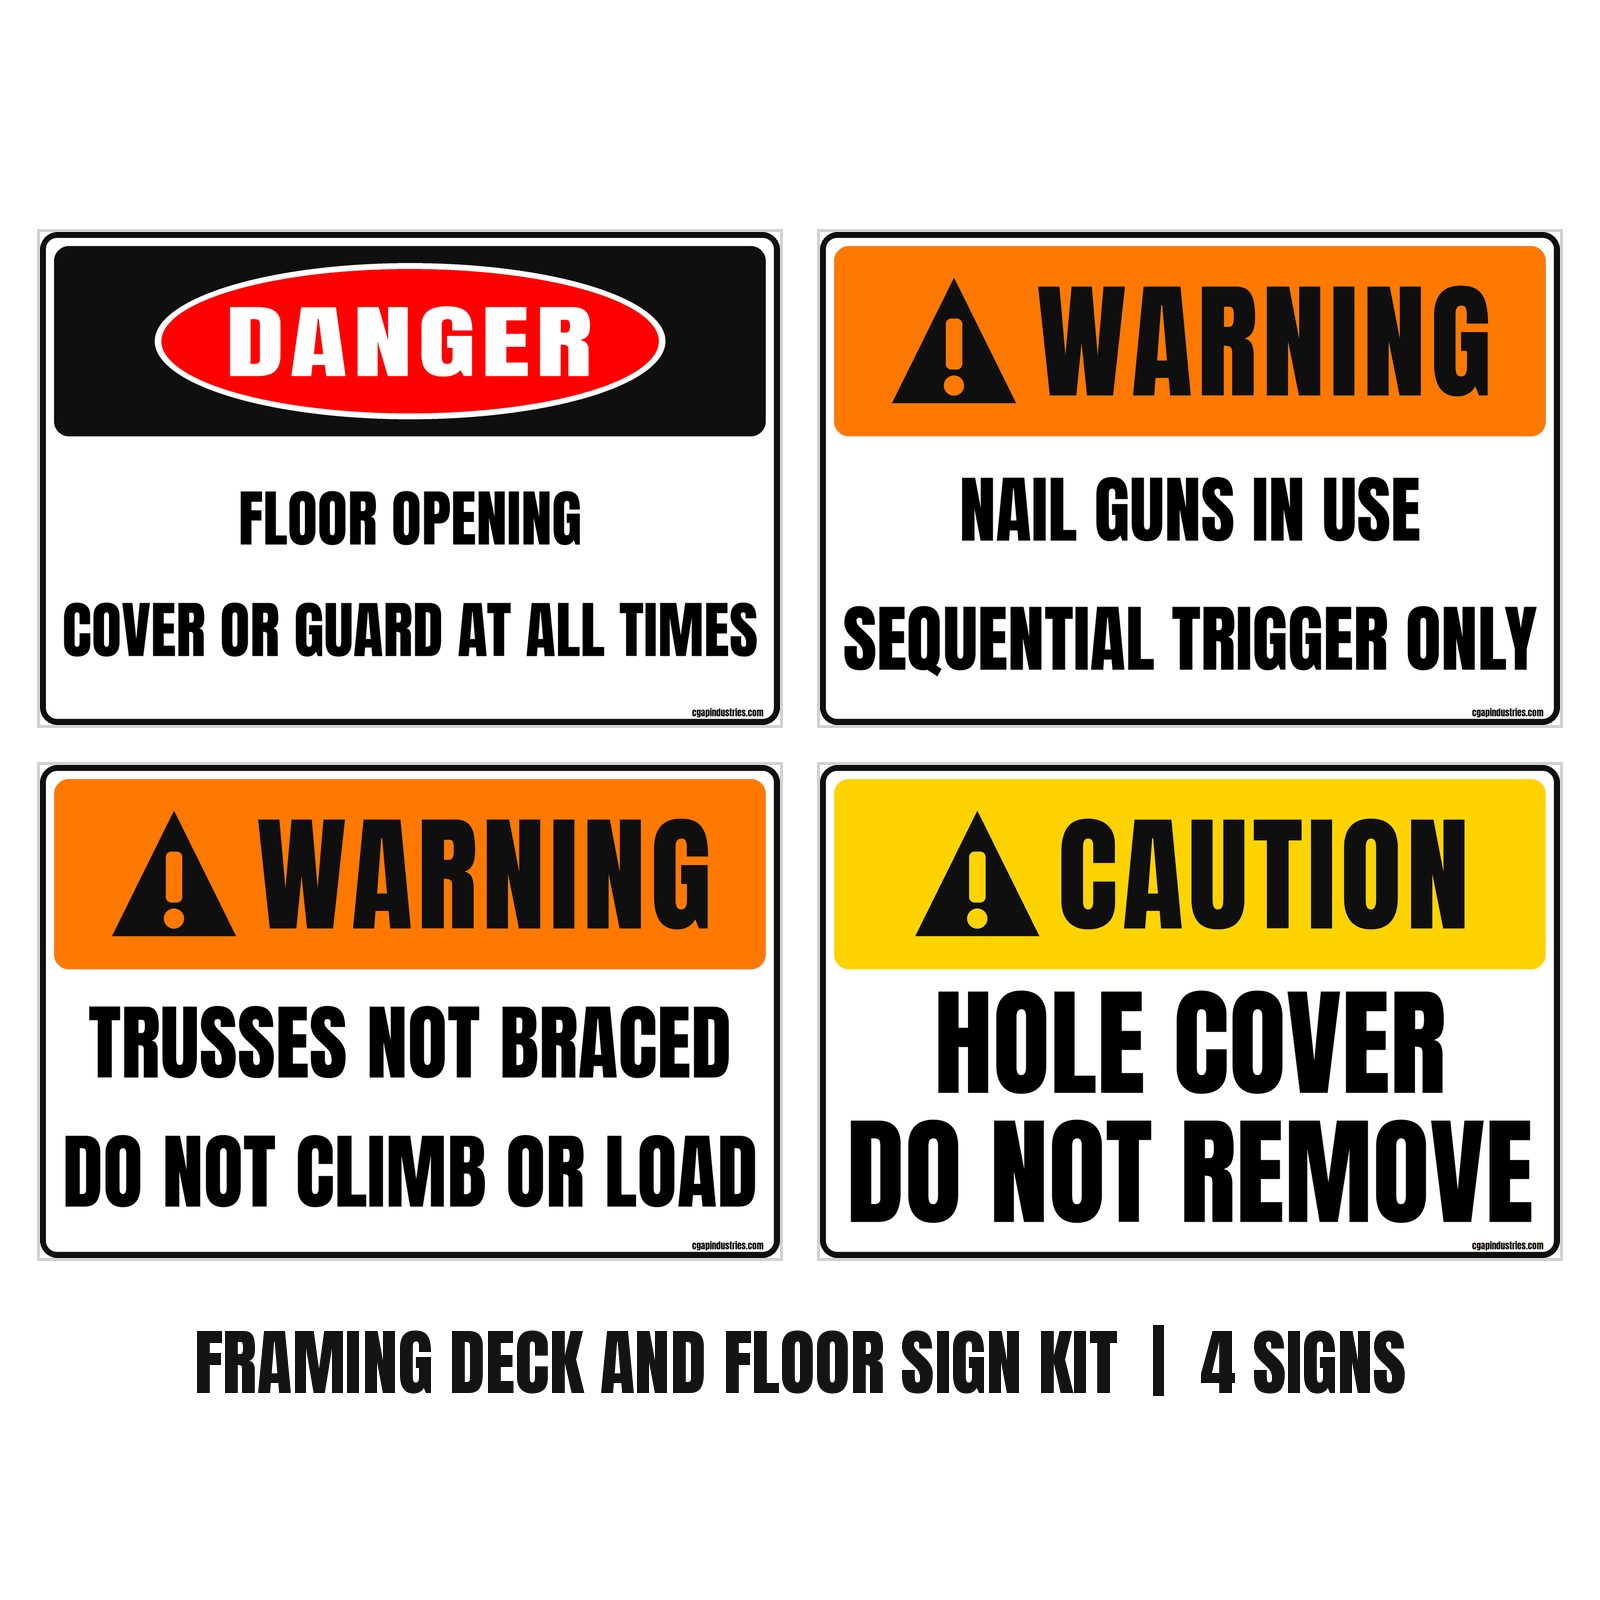 DANGER
FLOOR OPENING
COVER OR GUARD AT ALL TIMES
cgapindustries.com
WARNING
NAIL GUNS IN USE
SEQUENTIAL TRIGGER ONLY
cgapindustries.com
WARNING
TRUSSES NOT BRACED
DO NOT CLIMB OR LOAD
cgapindustries.com
CAUTION
HOLE COVER
DO NOT REMOVE
cgapindustries.com
FRAMING DECK AND FLOOR SIGN KIT | 4 SIGNS